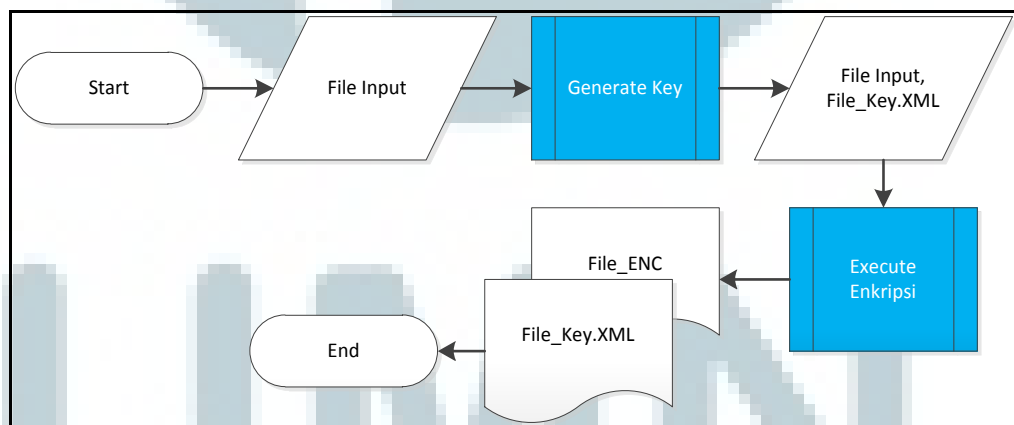 Start
File Input
Generate Key
File Input,
File_Key.XML
Execute
Enkripsi
File_ENC
File_Key.XML
End